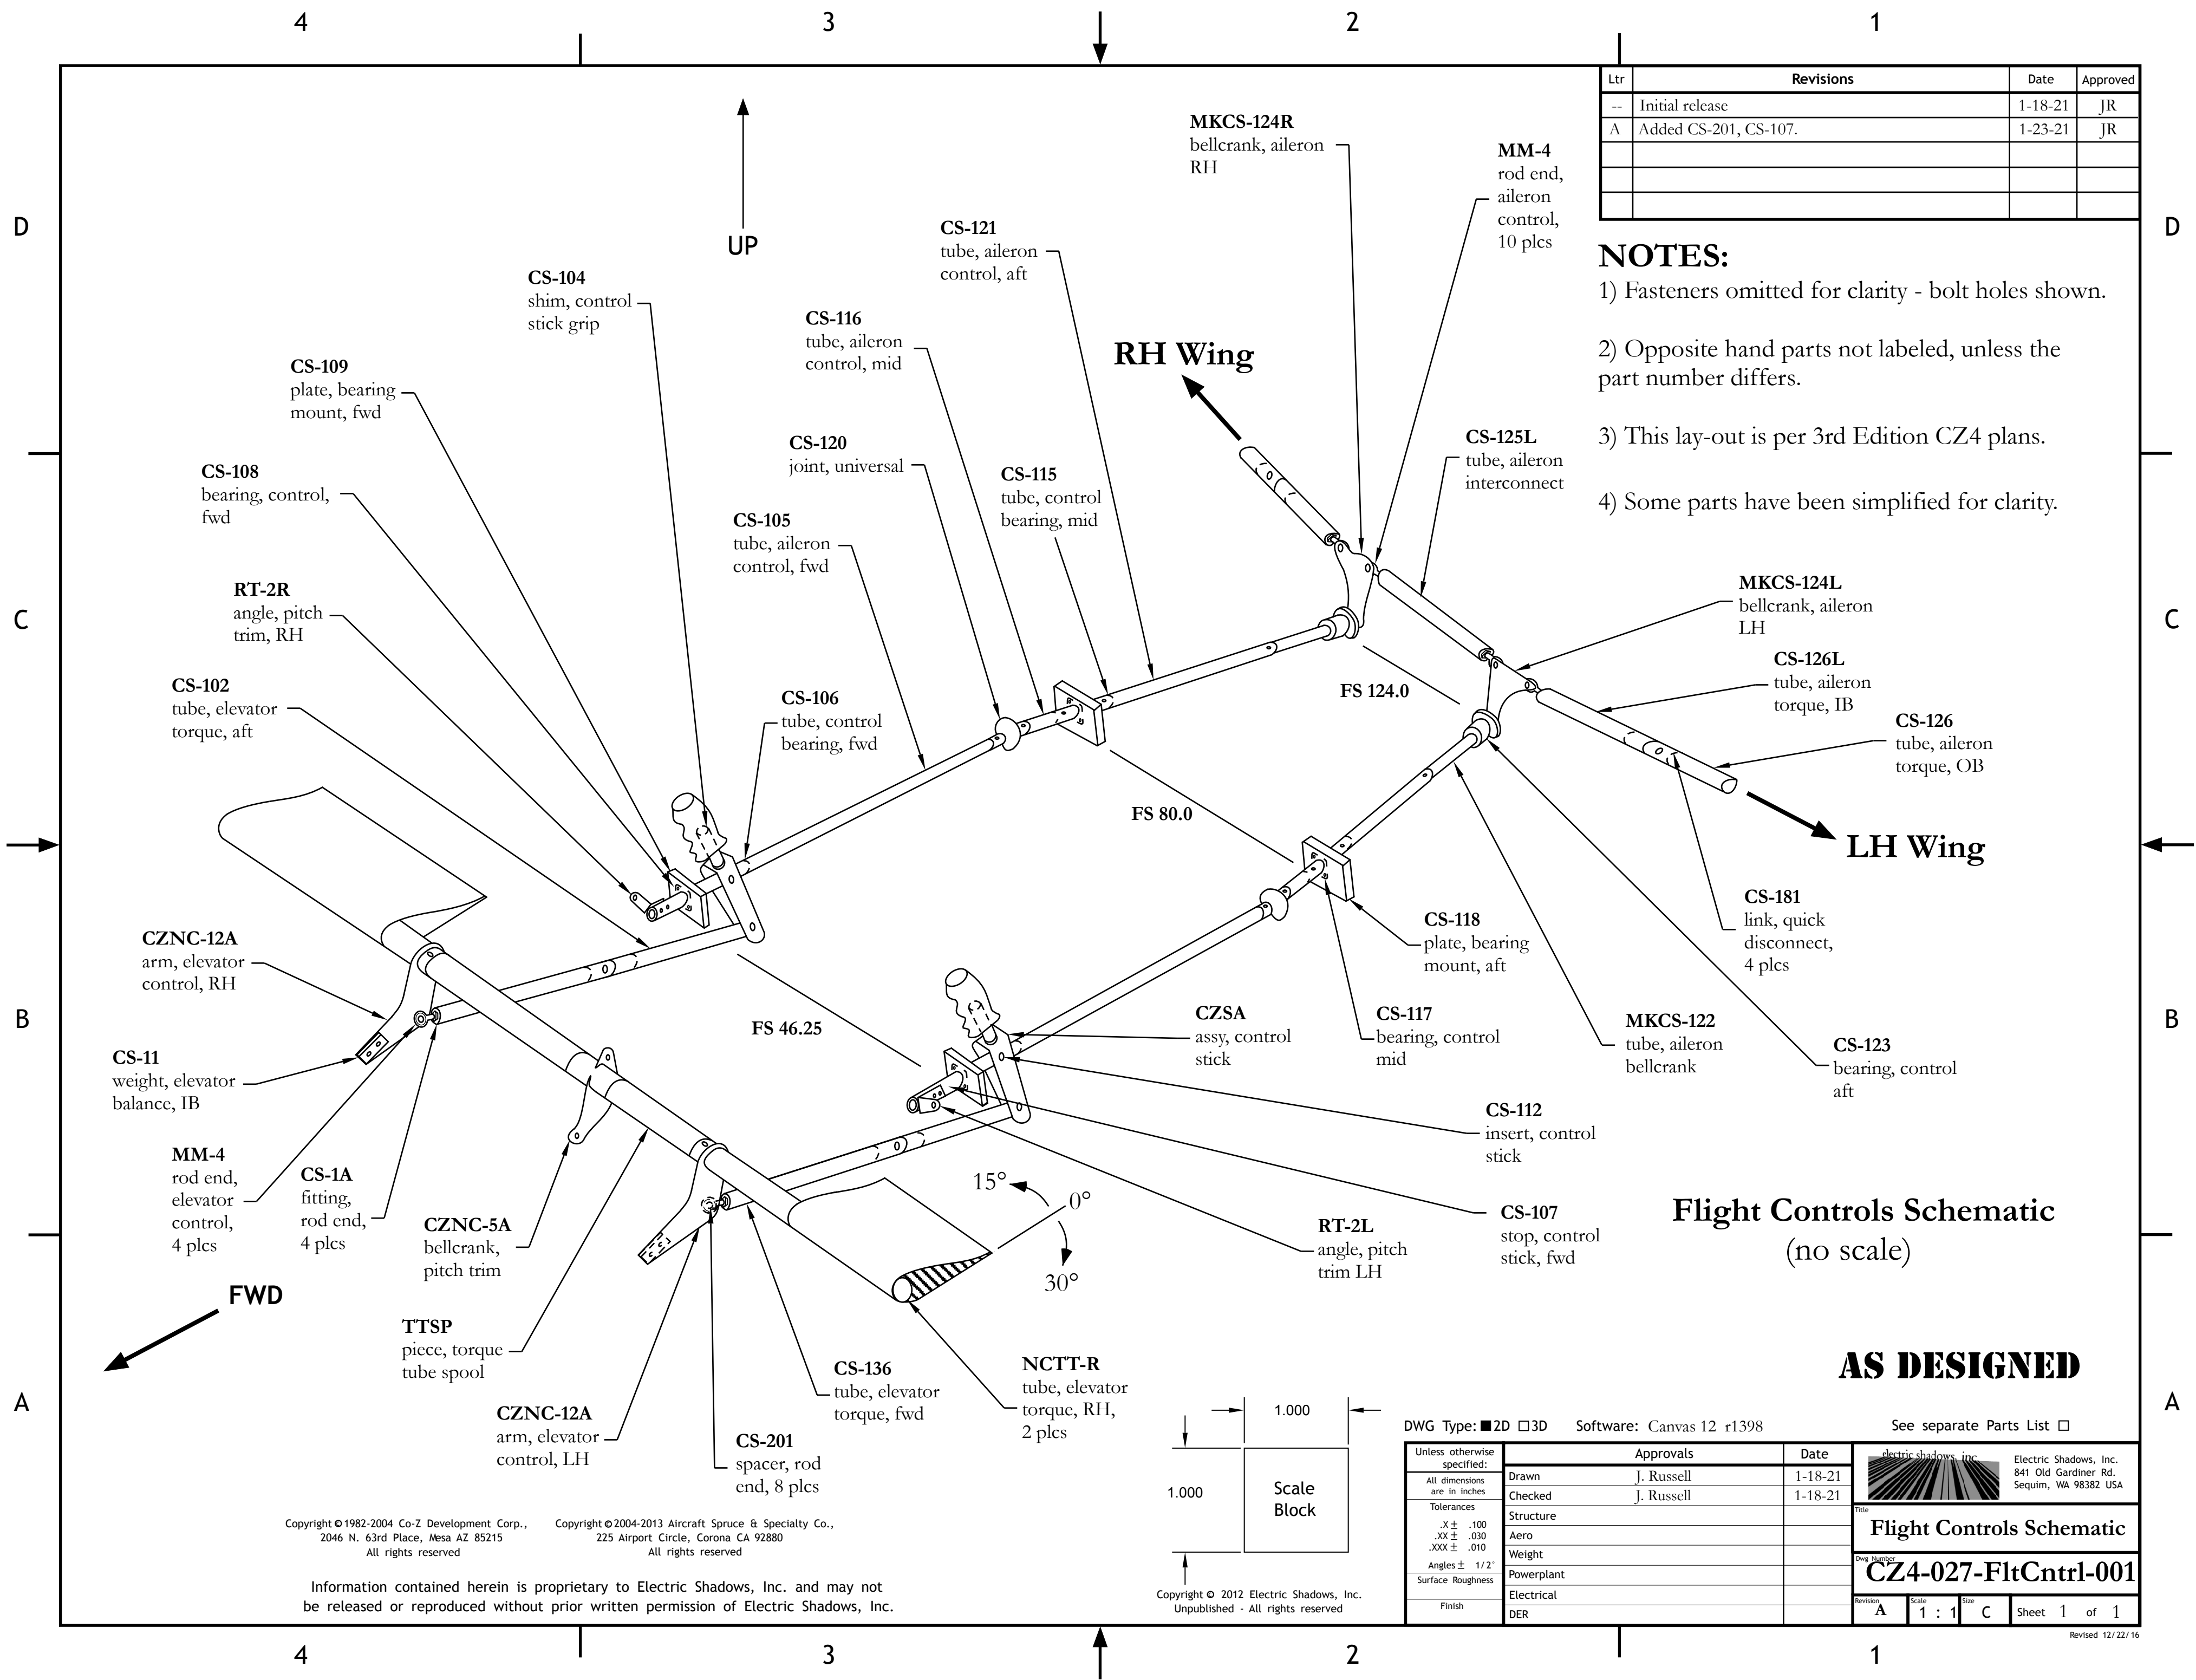 4
3
2
1
D
C
B
A
D
C
B
A
Ltr Revisions Date Approved
-- Initial release 1-18-21 JR
A Added CS-201, CS-107. 1-23-21 JR
NOTES:
1) Fasteners omitted for clarity - bolt holes shown.
2) Opposite hand parts not labeled, unless the
part number differs.
3) This lay-out is per 3rd Edition CZ4 plans.
4) Some parts have been simplified for clarity.
UP
MKCS-124R
bellcrank, aileron
RH
MM-4
rod end,
aileron
control,
10 plcs
CS-121
tube, aileron
control, aft
CS-104
shim, control
stick grip
CS-116
tube, aileron
control, mid
RH Wing
CS-109
plate, bearing
mount, fwd
CS-120
joint, universal
CS-125L
tube, aileron
interconnect
CS-108
bearing, control,
fwd
CS-115
tube, control
bearing, mid
CS-105
tube, aileron
control, fwd
RT-2R
angle, pitch
trim, RH
MKCS-124L
bellcrank, aileron
LH
CS-102
tube, elevator
torque, aft
CS-106
tube, control
bearing, fwd
FS 124.0
CS-126L
tube, aileron
torque, IB
CS-126
tube, aileron
torque, OB
FS 80.0
LH Wing
CS-181
link, quick
disconnect,
4 plcs
CS-118
plate, bearing
mount, aft
CZNC-12A
arm, elevator
control, RH
FS 46.25
CZSA
assy, control
stick
CS-117
bearing, control
mid
MKCS-122
tube, aileron
bellcrank
CS-123
bearing, control
aft
CS-11
weight, elevator
balance, IB
CS-112
insert, control
stick
MM-4
rod end,
elevator
control,
4 plcs
CS-1A
fitting,
rod end,
4 plcs
15°
0°
30°
CZNC-5A
bellcrank,
pitch trim
RT-2L
angle, pitch
trim LH
CS-107
stop, control
stick, fwd
Flight Controls Schematic
(no scale)
FWD
TTSP
piece, torque
tube spool
CS-136
tube, elevator
torque, fwd
NCTT-R
tube, elevator
torque, RH,
2 plcs
CZNC-12A
arm, elevator
control, LH
CS-201
spacer, rod
end, 8 plcs
AS DESIGNED
1.000
1.000
Scale
Block
DWG Type: ■2D □3D Software: Canvas 12 r1398 See separate Parts List □
Unless otherwise
specified:
All dimensions
are in inches
Tolerances
.X ± .100
.XX ± .030
.XXX ± .010
Angles ± 1/2°
Surface Roughness
Finish
Approvals Date
Drawn J. Russell 1-18-21
Checked J. Russell 1-18-21
Structure
Aero
Weight
Powerplant
Electrical
DER
electric shadows, inc.
Electric Shadows, Inc.
841 Old Gardiner Rd.
Sequim, WA 98382 USA
Title
Flight Controls Schematic
Dwg Number
CZ4-027-FltCntrl-001
Revision A Scale 1 : 1 Size C Sheet 1 of 1
Revised 12/22/16
Copyright © 1982-2004 Co-Z Development Corp.,
2046 N. 63rd Place, Mesa AZ 85215
All rights reserved
Copyright © 2004-2013 Aircraft Spruce & Specialty Co.,
225 Airport Circle, Corona CA 92880
All rights reserved
Information contained herein is proprietary to Electric Shadows, Inc. and may not
be released or reproduced without prior written permission of Electric Shadows, Inc.
Copyright © 2012 Electric Shadows, Inc.
Unpublished - All rights reserved
4
3
2
1